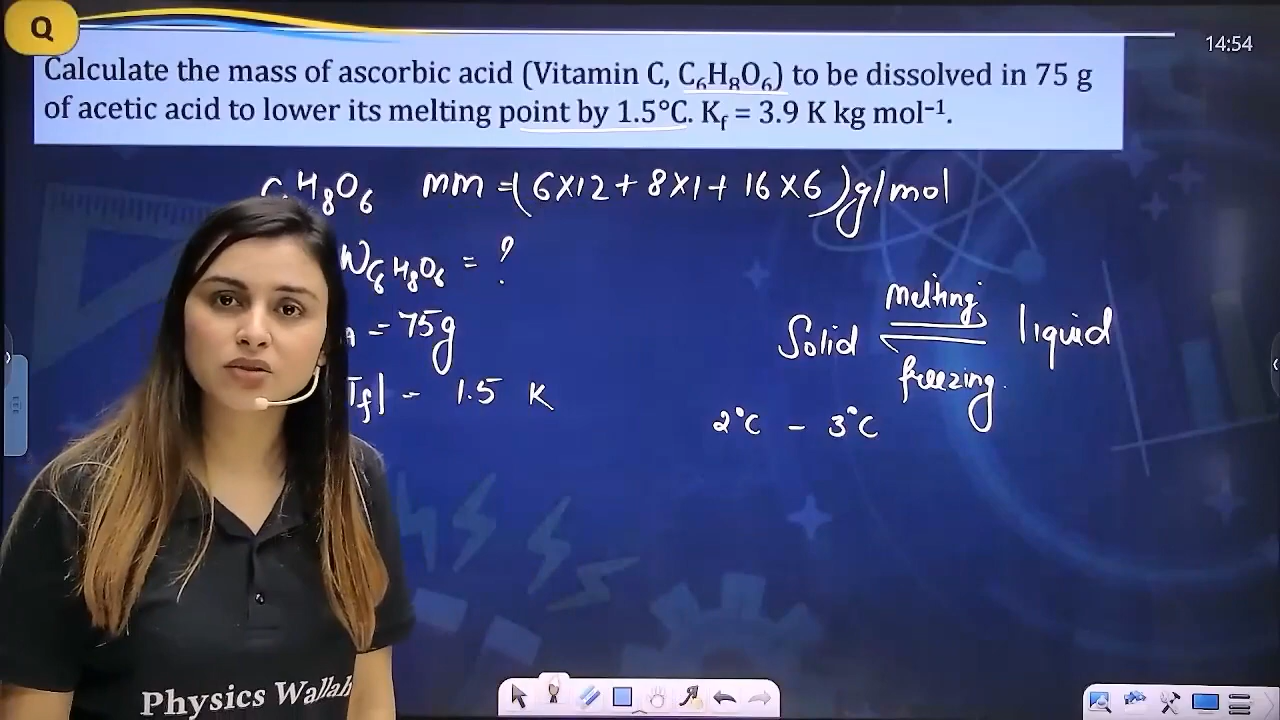 Q
14:54
Calculate the mass of ascorbic acid (Vitamin C, C₆H₈O₆) to be dissolved in 75 g
of acetic acid to lower its melting point by 1.5°C. K𝒇 = 3.9 K kg mol⁻¹.
H₈O₆ mm = (6×12 + 8×1 + 16×6) g/mol
W C₆H₈O₆ = ?
A = 75g
Tf| = 1.5 K
Solid melting freezing liquid
2°C – 3°C
Physics Wallah